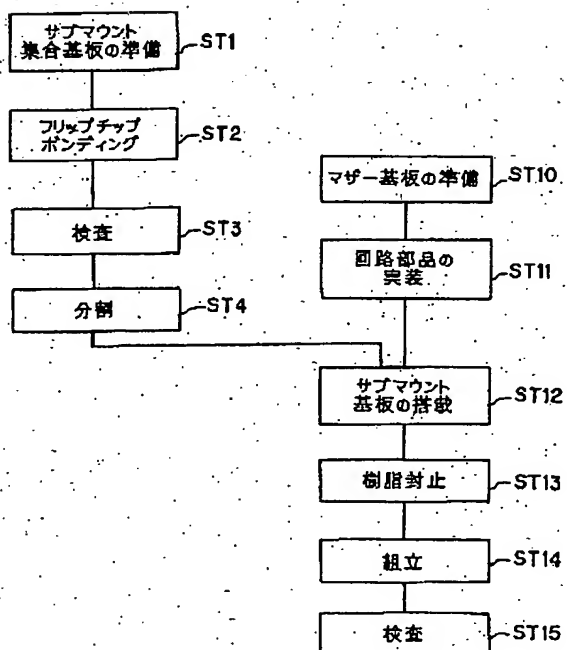 サブマウント
集合基板の準備
ST1
フリップチップ
ボンディング
ST2
検査
ST3
分割
ST4
マザー基板の準備
ST10
回路部品の
実装
ST11
サブマウント
基板の搭載
ST12
樹脂封止
ST13
組立
ST14
検査
ST15